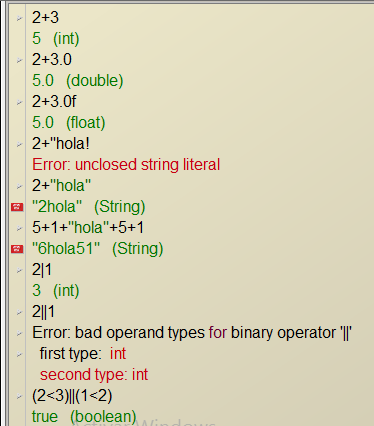 2+3
5 (int)
2+3.0
5.0 (double)
2+3.0f
5.0 (float)
2+"hola!
Error: unclosed string literal
2+"hola"
"2hola" (String)
5+1+"hola"+5+1
"6hola51" (String)
2|1
3 (int)
2||1
Error: bad operand types for binary operator '||'
first type: int
second type: int
(2<3)||(1<2)
true (boolean)